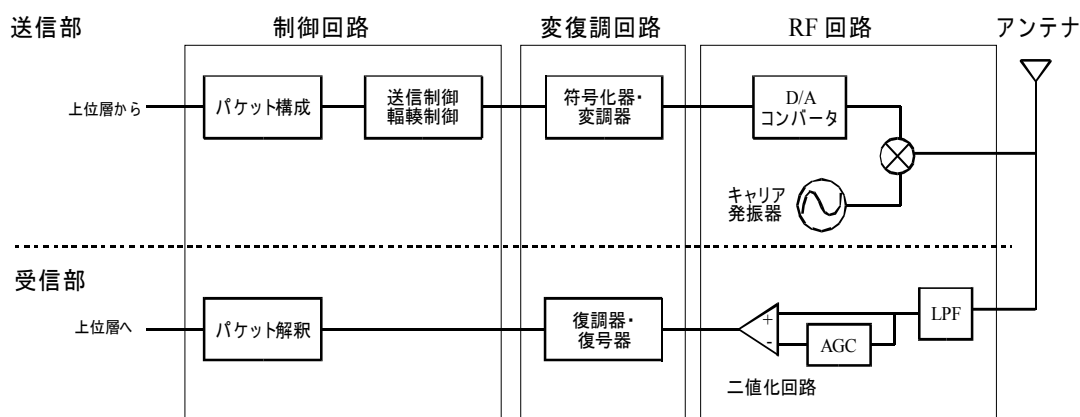 送信部
制御回路
変復調回路
RF 回路
アンテナ
上位層から
パケット構成
送信制御
輻輳制御
符号化器・
変調器
D/A
コンバータ
キャリア
発振器
受信部
上位層へ
パケット解釈
復調器・
復号器
+
-
AGC
LPF
二値化回路